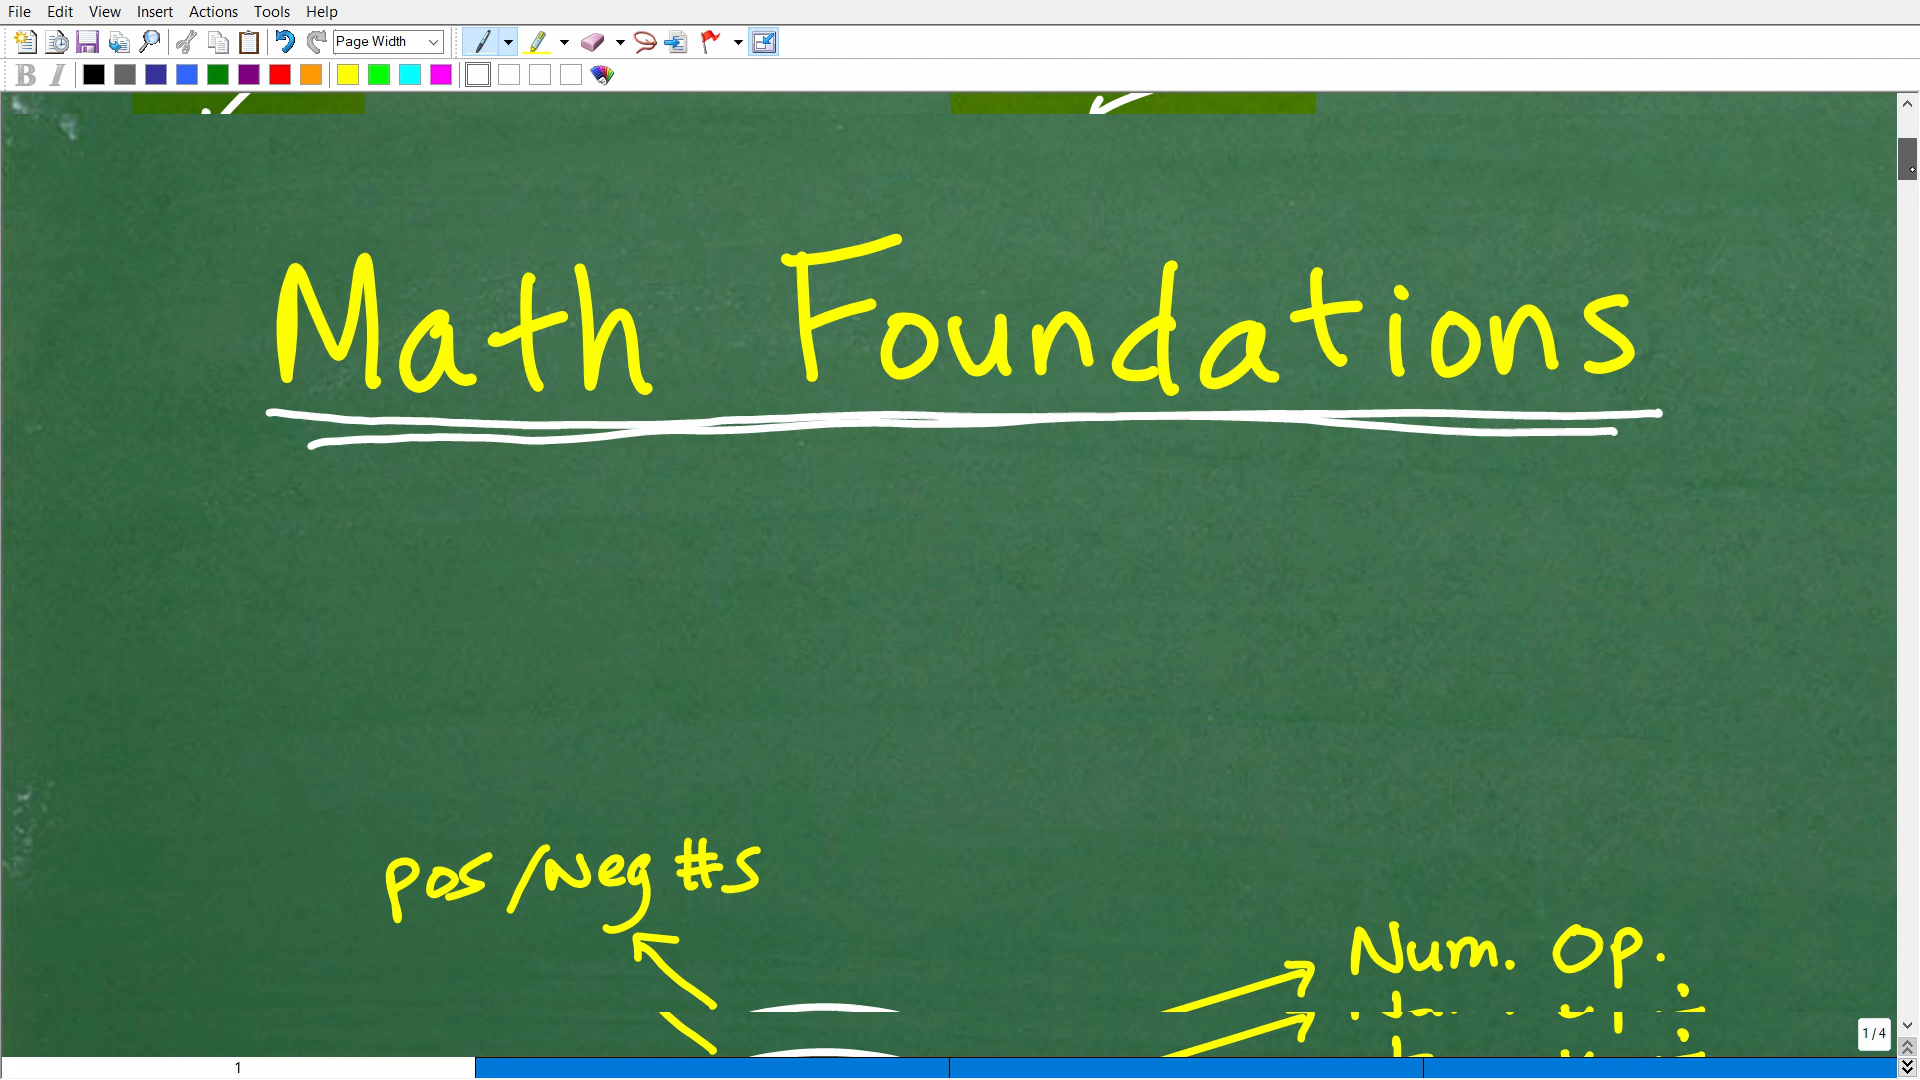 File Edit View Insert Actions Tools Help
Page Width
B I
Math Foundations
pos/Neg #s
Num. Op.
1 / 4
1